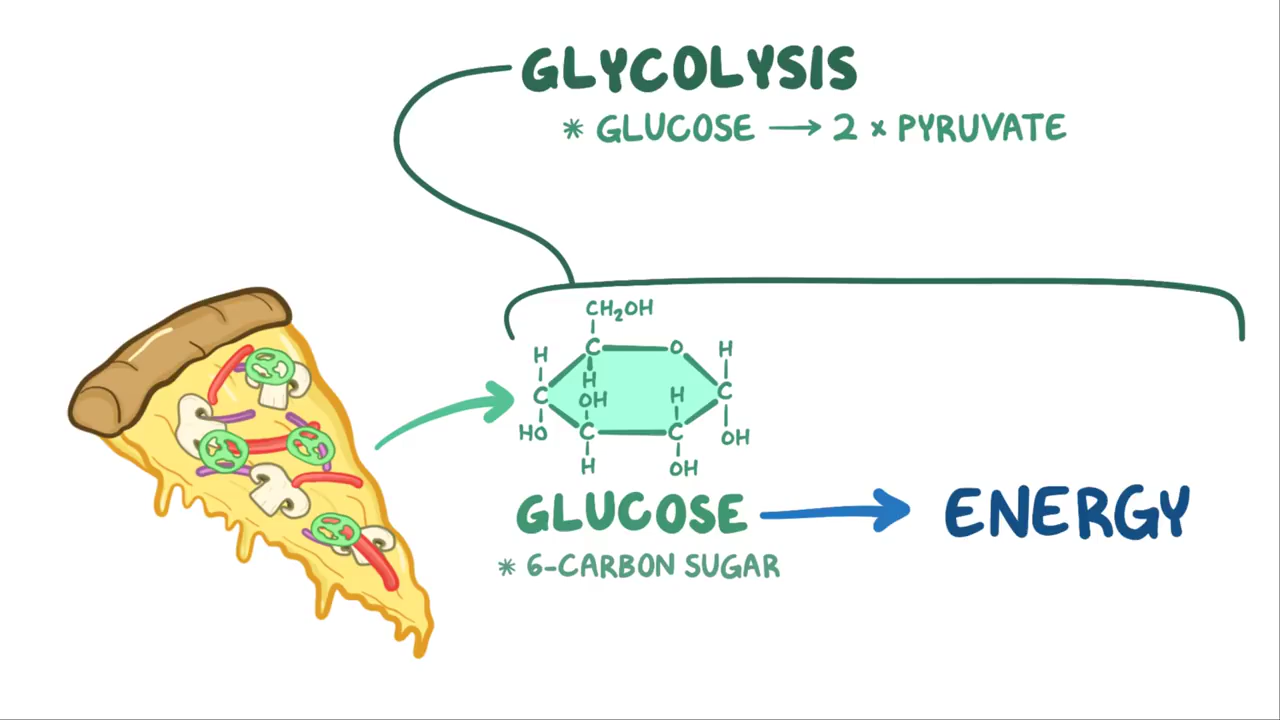 GLYCOLYSIS
* GLUCOSE → 2 x PYRUVATE
CH₂OH
H C O H
H
C OH H C
HO C C OH
H OH
GLUCOSE → ENERGY
* 6-CARBON SUGAR